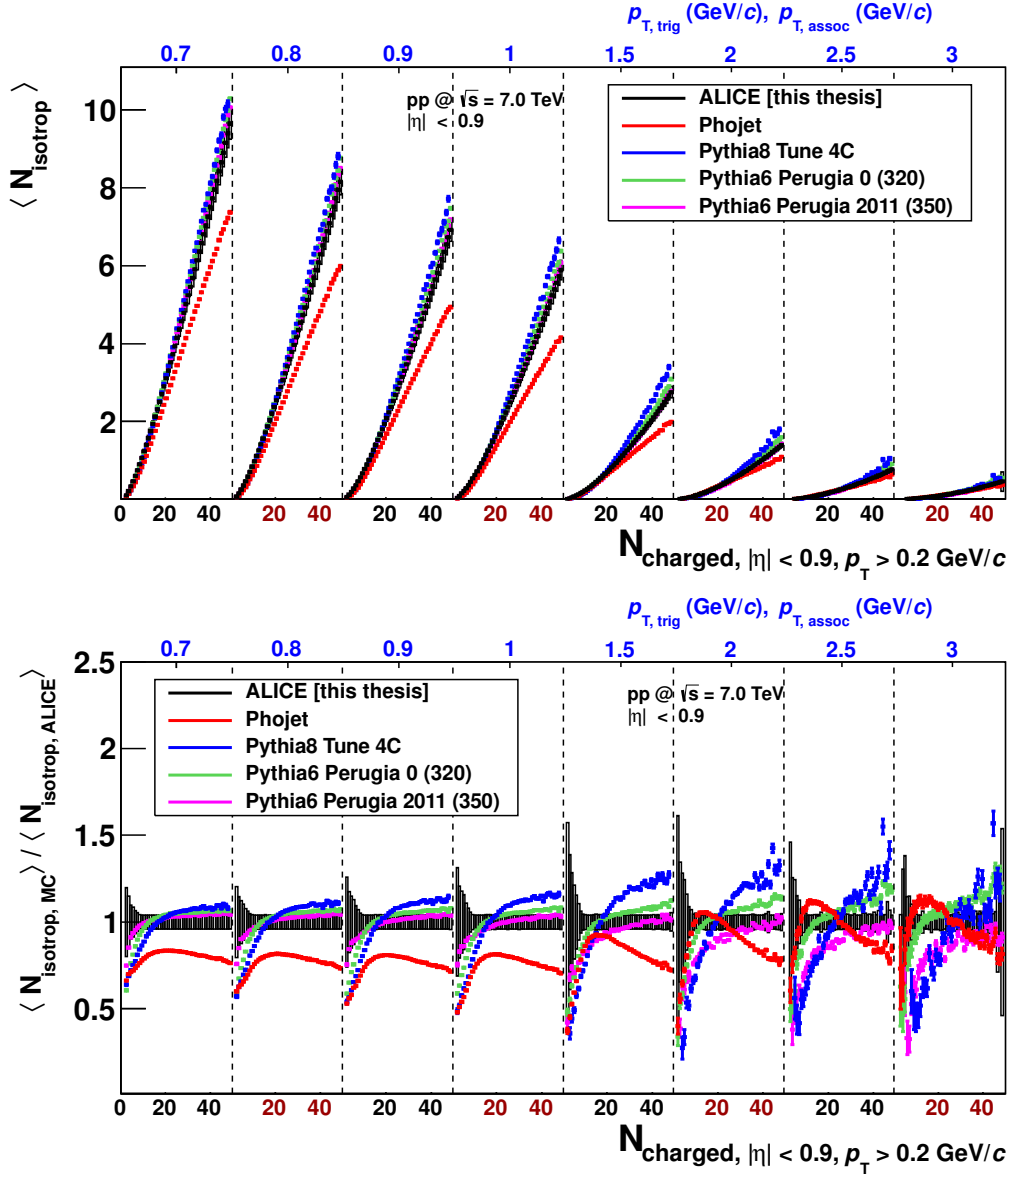 p_T, trig (GeV/c), p_T, assoc (GeV/c)
0.7 0.8 0.9 1 1.5 2 2.5 3
⟨ N_isotrop ⟩
10
8
6
4
2
pp @ √s = 7.0 TeV
|η| < 0.9
ALICE [this thesis]
Phojet
Pythia8 Tune 4C
Pythia6 Perugia 0 (320)
Pythia6 Perugia 2011 (350)
0 20 40 20 40 20 40 20 40 20 40 20 40 20 40 20 40
N_charged, |η| < 0.9, p_T > 0.2 GeV/c
p_T, trig (GeV/c), p_T, assoc (GeV/c)
0.7 0.8 0.9 1 1.5 2 2.5 3
⟨ N_isotrop, MC ⟩ / ⟨ N_isotrop, ALICE ⟩
2.5
2
1.5
1
0.5
ALICE [this thesis]
Phojet
Pythia8 Tune 4C
Pythia6 Perugia 0 (320)
Pythia6 Perugia 2011 (350)
pp @ √s = 7.0 TeV
|η| < 0.9
0 20 40 20 40 20 40 20 40 20 40 20 40 20 40 20 40
N_charged, |η| < 0.9, p_T > 0.2 GeV/c